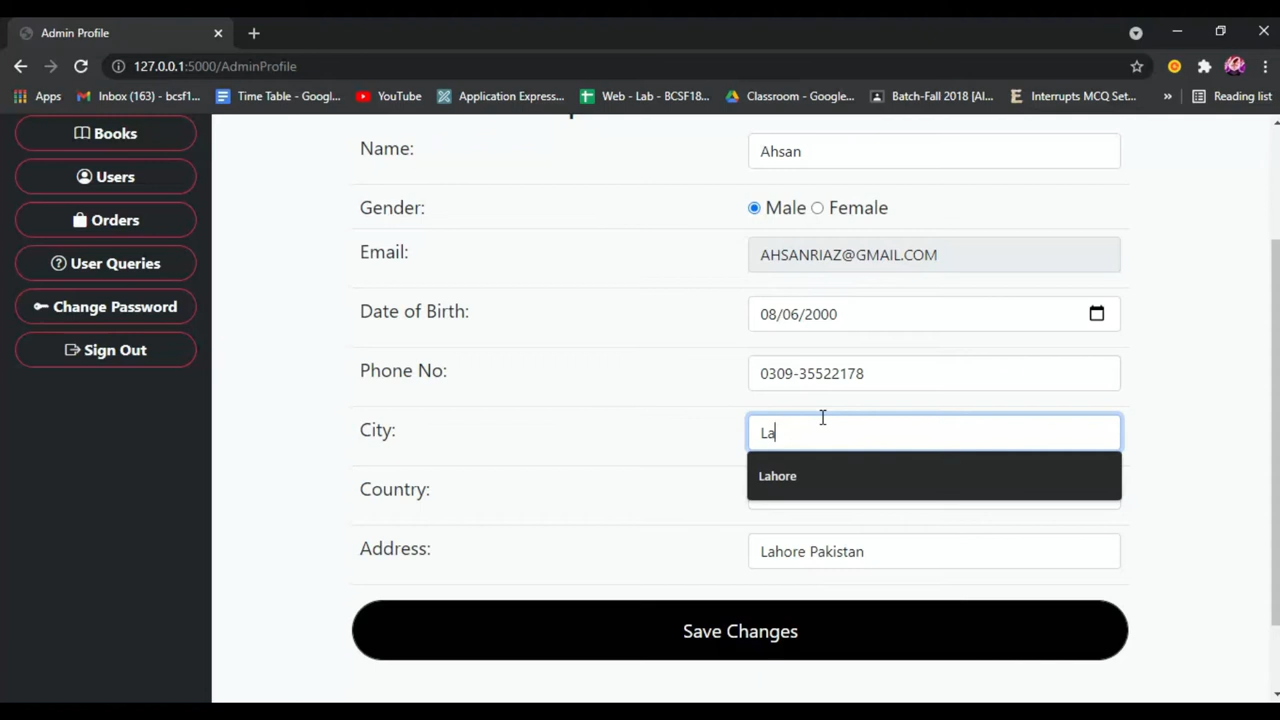 Admin Profile
127.0.0.1:5000/AdminProfile
Apps
Inbox (163) - bcsf1...
Time Table - Googl...
YouTube
Application Express...
Web - Lab - BCSF18...
Classroom - Google...
Batch-Fall 2018 [Al...
Interrupts MCQ Set...
»
Reading list
Books
Users
Orders
User Queries
Change Password
Sign Out
Name:
Ahsan
Gender:
Male
Female
Email:
AHSANRIAZ@GMAIL.COM
Date of Birth:
08/06/2000
Phone No:
0309-35522178
City:
La
Lahore
Country:
Address:
Lahore Pakistan
Save Changes